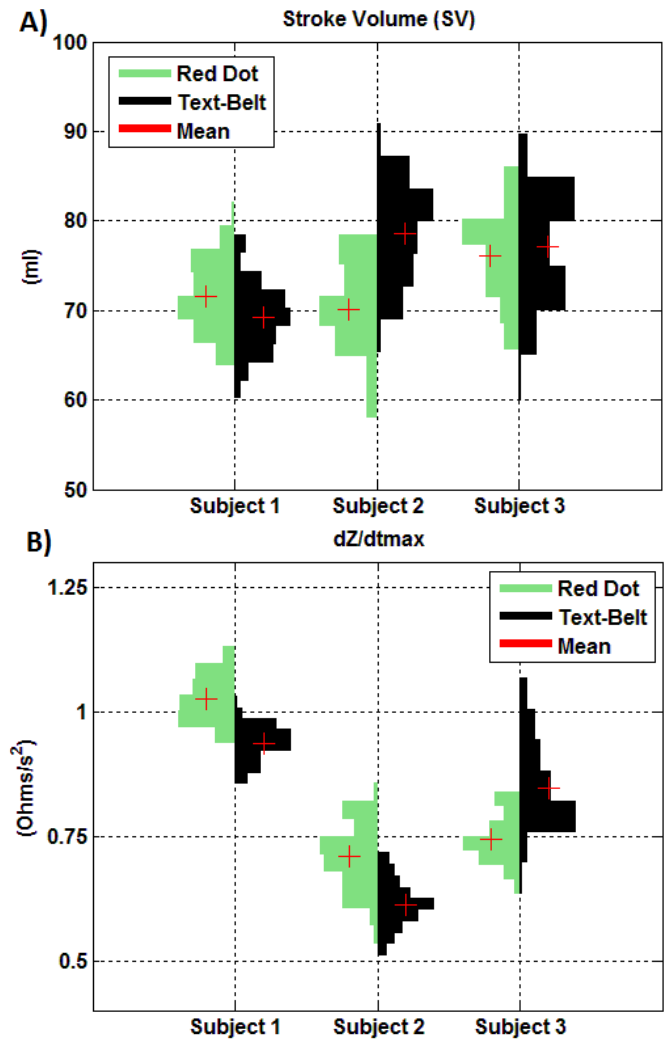 A)
Stroke Volume (SV)
100
90
80
70
60
50
(ml)
Red Dot
Text-Belt
Mean
Subject 1 Subject 2 Subject 3
B)
dZ/dtmax
1.25
1
0.75
0.5
(Ohms/s²)
Red Dot
Text-Belt
Mean
Subject 1 Subject 2 Subject 3